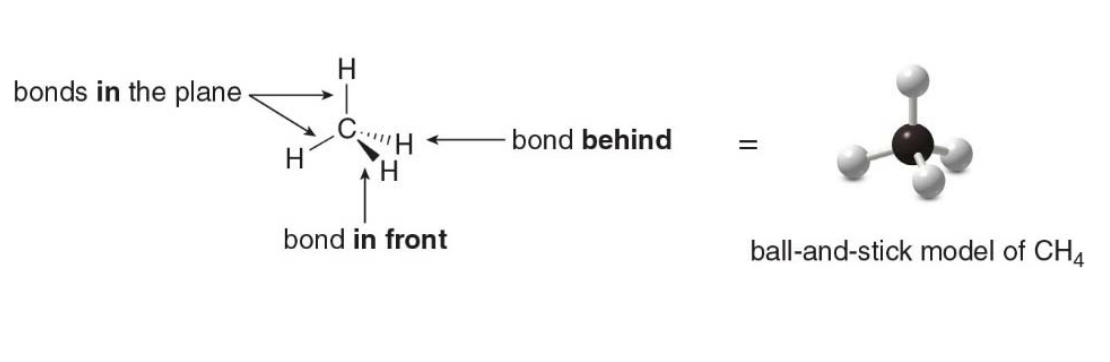 H
bonds in the plane
C
H
H
bond behind
=
H
bond in front
ball-and-stick model of CH₄